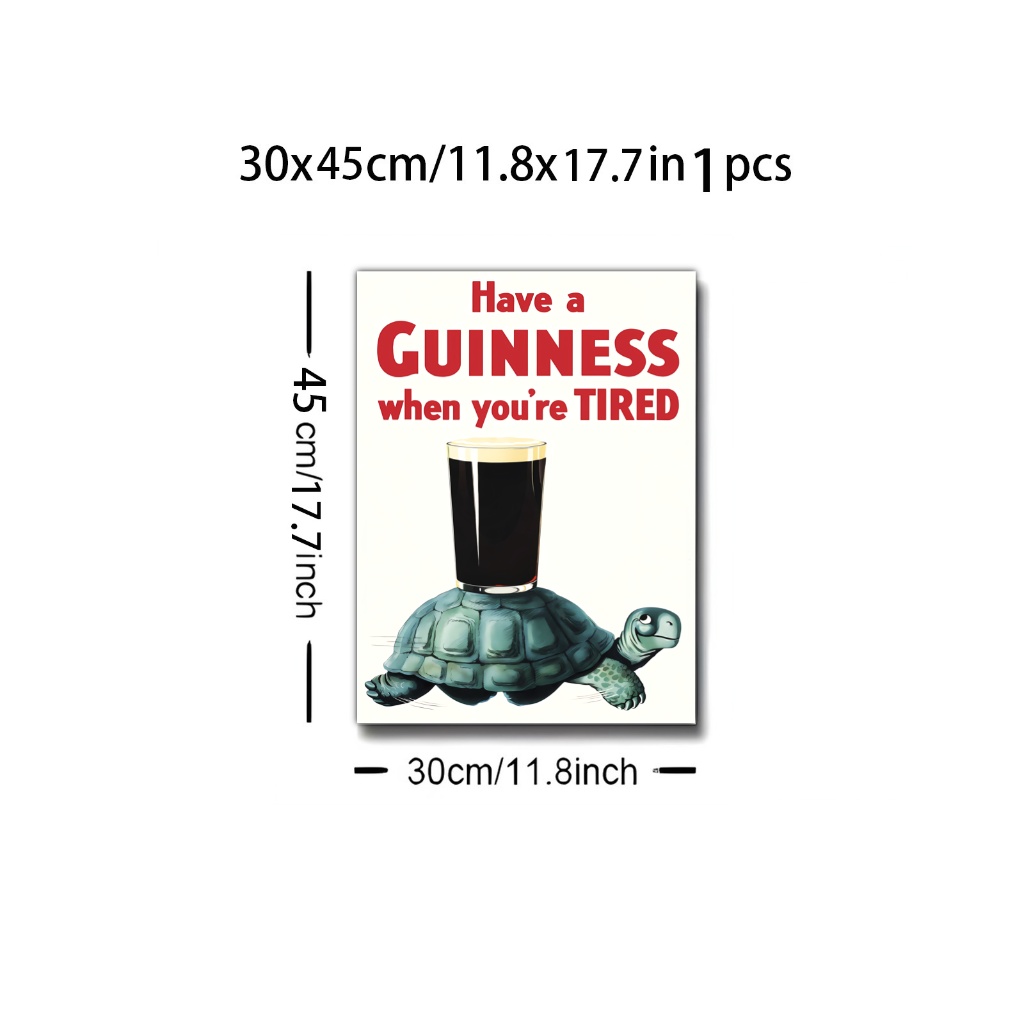 30x45cm/11.8x17.7in 1 pcs
Have a
GUINNESS
when you're TIRED
45 cm/17.7inch
30cm/11.8inch